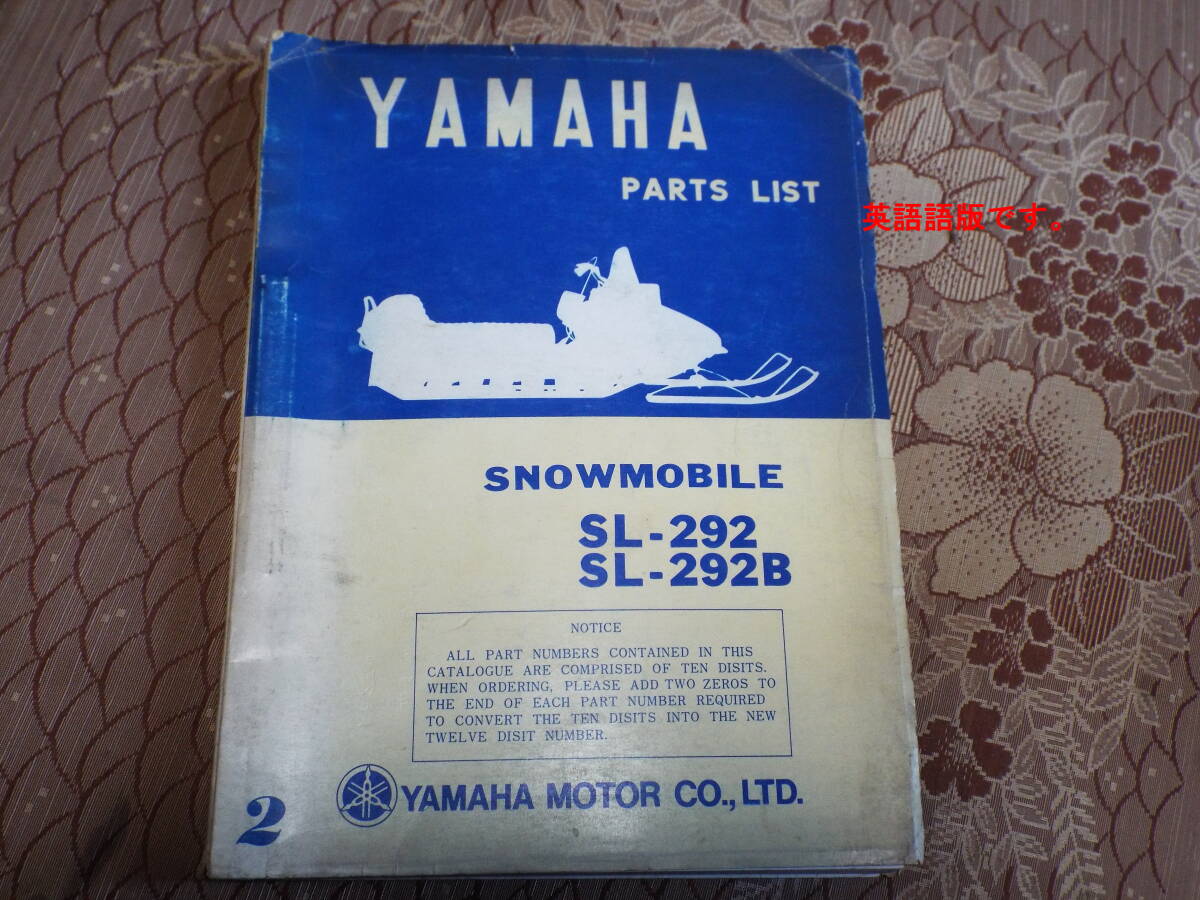 YAMAHA
PARTS LIST
英語語版です。
SNOWMOBILE
SL-292
SL-292B
NOTICE
ALL PART NUMBERS CONTAINED IN THIS
CATALOGUE ARE COMPRISED OF TEN DISITS.
WHEN ORDERING, PLEASE ADD TWO ZEROS TO
THE END OF EACH PART NUMBER REQUIRED
TO CONVERT THE TEN DISITS INTO THE NEW
TWELVE DISIT NUMBER.
YAMAHA MOTOR CO., LTD.
2